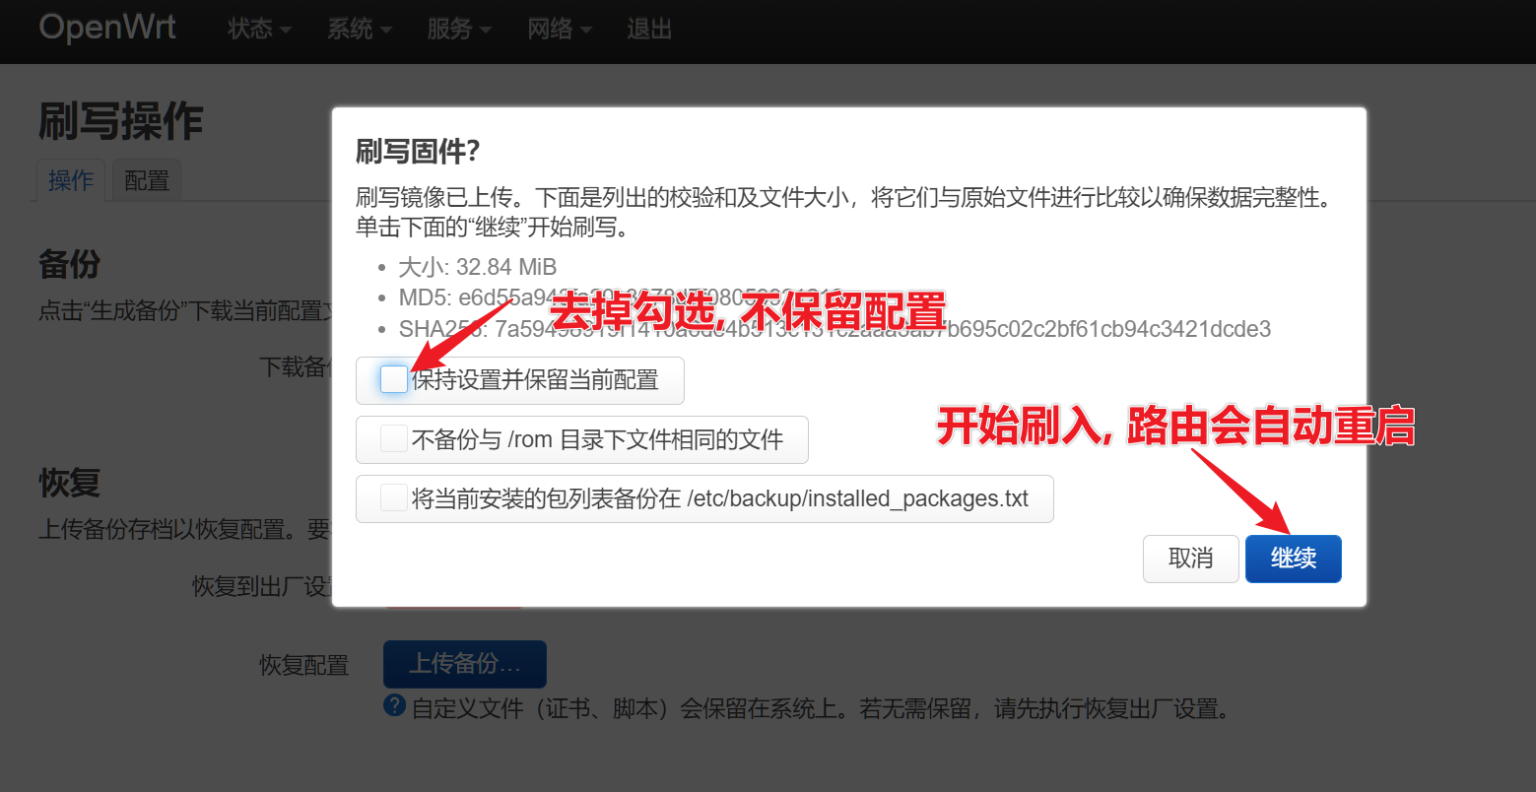 OpenWrt 状态 系统 服务 网络 退出
刷写操作
操作 配置
备份
点击“生成备份”下载当前配置文
下载备份
恢复
上传备份存档以恢复配置。要
恢复到出厂设置
恢复配置 上传备份...
自定义文件（证书、脚本）会保留在系统上。若无需保留，请先执行恢复出厂设置。
刷写固件？
刷写镜像已上传。下面是列出的校验和及文件大小，将它们与原始文件进行比较以确保数据完整性。
单击下面的“继续”开始刷写。
大小: 32.84 MiB
MD5:
去掉勾选, 不保留配置
SHA256:
保持设置并保留当前配置
不备份与 /rom 目录下文件相同的文件
将当前安装的包列表备份在 /etc/backup/installed_packages.txt
开始刷入, 路由会自动重启
取消 继续